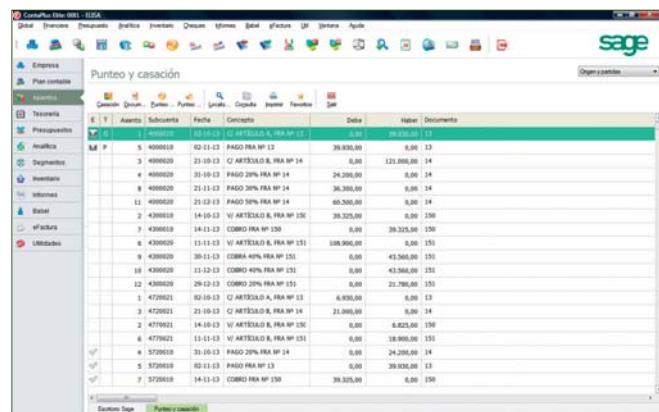 ContaPlus Elite: 001L - ELISA
Global Financiera Presupuesto Analítica Inventario Cheques Informes Babel eFactura Útil Ventana Ayuda
sage
Empresa
Plan contable
Asientos
Tesorería
Presupuestos
Analítica
Segmentos
Inventario
Informes
Babel
eFactura
Utilidades
Punteo y casación
Origen y partidas
Casación Docum... Punteo ... Punteo ... Localiz... Consulta Imprimir Favoritos Salir
E T Asiento Subcuenta Fecha Concepto Debe Haber Documento
O 1 4000010 02-10-13 C/ ARTÍCULO A, FRA Nº 13 0,00 39.930,00 13
P 5 4000010 02-11-13 PAGO FRA Nº 13 39.930,00 0,00 13
3 4000020 21-10-13 C/ ARTÍCULO B, FRA Nº 14 0,00 121.000,00 14
4 4000020 31-10-13 PAGO 20% FRA Nº 14 24.200,00 0,00 14
8 4000020 21-11-13 PAGO 30% FRA Nº 14 36.300,00 0,00 14
11 4000020 21-12-13 PAGO 50% FRA Nº 14 60.500,00 0,00 14
2 4300010 14-10-13 V/ ARTÍCULO B, FRA Nº 150 39.325,00 0,00 150
7 4300010 14-11-13 COBRO FRA Nº 150 0,00 39.325,00 150
6 4300020 11-11-13 V/ ARTÍCULO B, FRA Nº 151 108.900,00 0,00 151
9 4300020 30-11-13 COBRA 40% FRA Nº 151 0,00 43.560,00 151
10 4300020 11-12-13 COBRO 40% FRA Nº 151 0,00 43.560,00 151
12 4300020 29-12-13 COBRO 20% FRA Nº 151 0,00 21.780,00 151
1 4720021 02-10-13 C/ ARTÍCULO A, FRA Nº 13 6.930,00 0,00 13
3 4720021 21-10-13 C/ ARTÍCULO B, FRA Nº 14 21.000,00 0,00 14
2 4770021 14-10-13 V/ ARTÍCULO B, FRA Nº 150 0,00 6.825,00 150
6 4770021 11-11-13 V/ ARTÍCULO B, FRA Nº 151 0,00 18.900,00 151
4 5720010 31-10-13 PAGO 20% FRA Nº 14 0,00 24.200,00 14
5 5720010 02-11-13 PAGO FRA Nº 13 0,00 39.930,00 13
7 5720010 14-11-13 COBRO FRA Nº 150 39.325,00 0,00 150
Escritorio Sage Punteo y casación